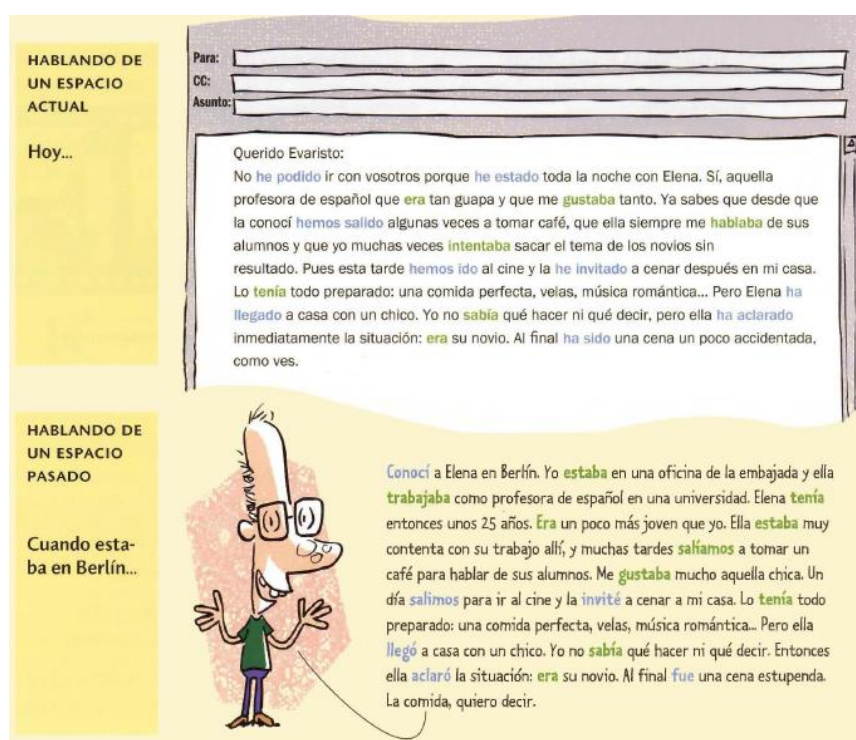 HABLANDO DE
UN ESPACIO
ACTUAL
Hoy...
Para:
CC:
Asunto:
Querido Evaristo:
No he podido ir con vosotros porque he estado toda la noche con Elena. Sí, aquella
profesora de español que era tan guapa y que me gustaba tanto. Ya sabes que desde que
la conocí hemos salido algunas veces a tomar café, que ella siempre me hablaba de sus
alumnos y que yo muchas veces intentaba sacar el tema de los novios sin
resultado. Pues esta tarde hemos ido al cine y la he invitado a cenar después en mi casa.
Lo tenía todo preparado: una comida perfecta, velas, música romántica... Pero Elena ha
llegado a casa con un chico. Yo no sabía qué hacer ni qué decir, pero ella ha aclarado
inmediatamente la situación: era su novio. Al final ha sido una cena un poco accidentada,
como ves.
HABLANDO DE
UN ESPACIO
PASADO
Cuando esta-
ba en Berlín...
Conocí a Elena en Berlín. Yo estaba en una oficina de la embajada y ella
trabajaba como profesora de español en una universidad. Elena tenía
entonces unos 25 años. Era un poco más joven que yo. Ella estaba muy
contenta con su trabajo allí, y muchas tardes salíamos a tomar un
café para hablar de sus alumnos. Me gustaba mucho aquella chica. Un
día salimos para ir al cine y la invité a cenar a mi casa. Lo tenía todo
preparado: una comida perfecta, velas, música romántica... Pero ella
llegó a casa con un chico. Yo no sabía qué hacer ni qué decir. Entonces
ella aclaró la situación: era su novio. Al final fue una cena estupenda.
La comida, quiero decir.